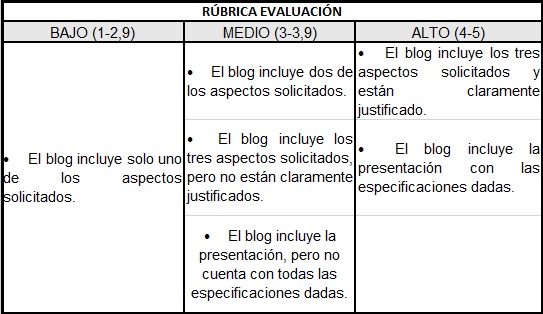 RÚBRICA EVALUACIÓN
BAJO (1-2,9)
MEDIO (3-3,9)
ALTO (4-5)
• El blog incluye solo uno
de los aspectos
solicitados.
• El blog incluye dos de
los aspectos solicitados.
• El blog incluye los
tres aspectos solicitados,
pero no están claramente
justificados.
• El blog incluye la
presentación, pero no
cuenta con todas las
especificaciones dadas.
• El blog incluye los tres
aspectos solicitados y
están claramente
justificado.
• El blog incluye la
presentación con las
especificaciones dadas.